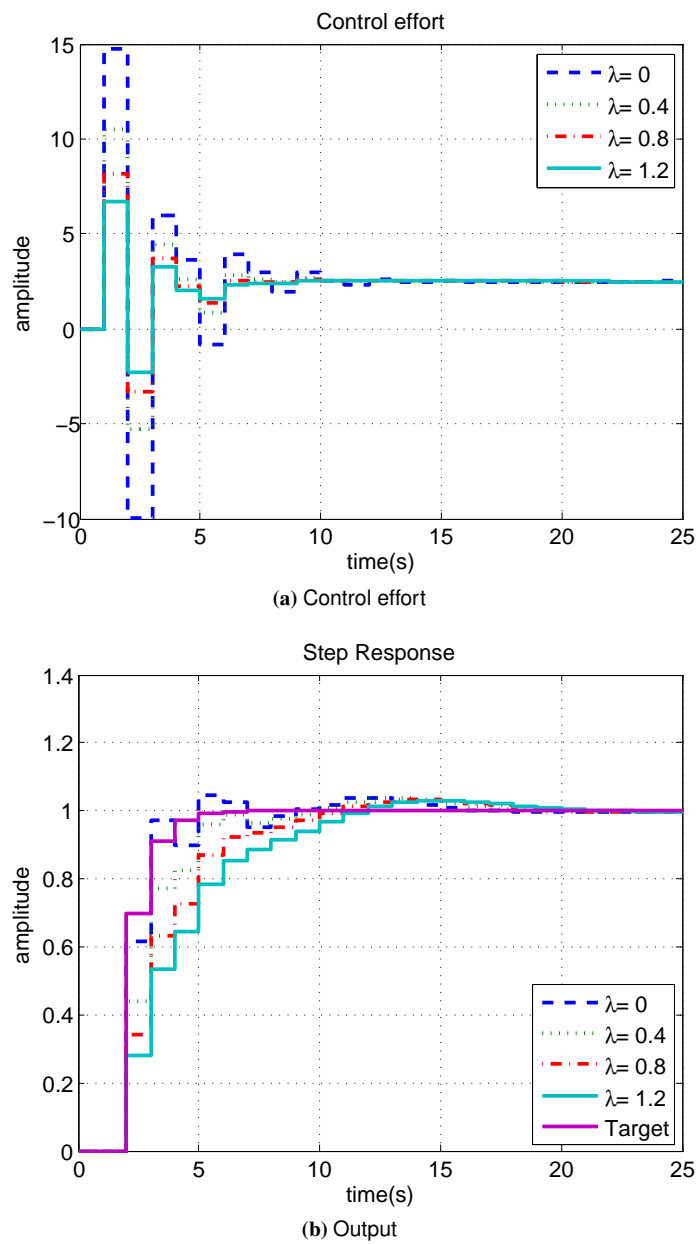 Control effort
15
10
5
0
−5
−10
amplitude
λ= 0
λ= 0.4
λ= 0.8
λ= 1.2
0 5 10 15 20 25
time(s)
(a) Control effort
Step Response
1.4
1.2
1
0.8
0.6
0.4
0.2
0
amplitude
λ= 0
λ= 0.4
λ= 0.8
λ= 1.2
Target
0 5 10 15 20 25
time(s)
(b) Output